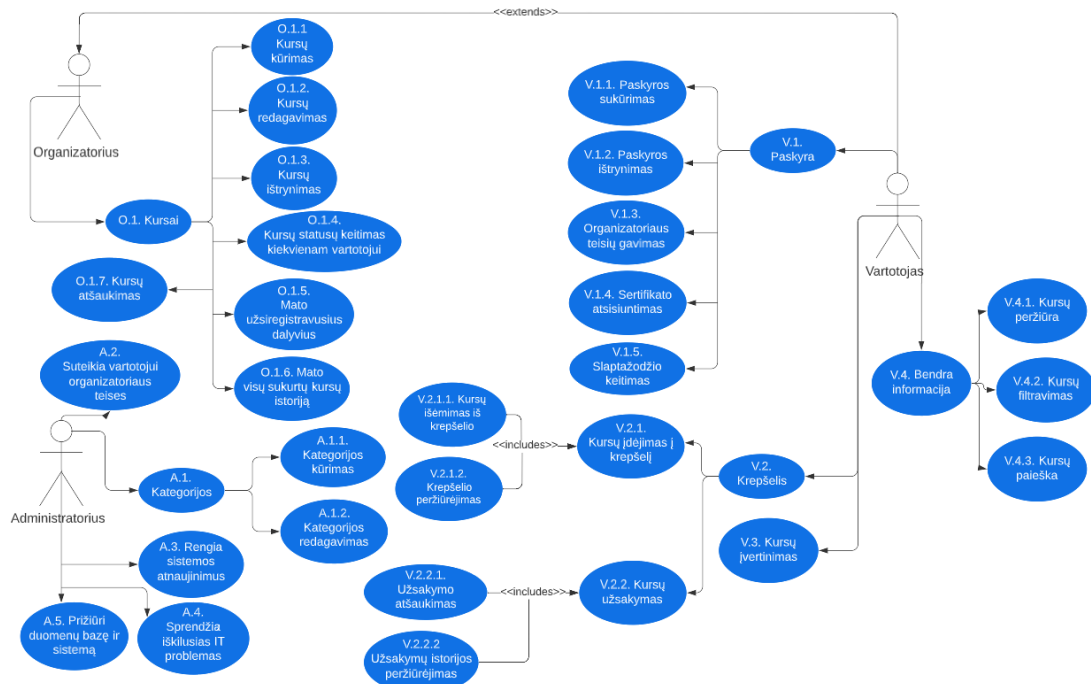 <<extends>>
O.1.1
Kursų
kūrimas
O.1.2.
Kursų
redagavimas
O.1.3.
Kursų
ištrynimas
Organizatorius
O.1. Kursai
O.1.4.
Kursų statusų keitimas
kiekvienam vartotojui
O.1.7. Kursų
atšaukimas
O.1.5.
Mato
užsiregistravusius
dalyvius
O.1.6. Mato
visų sukurtų kursų
istoriją
V.1.1. Paskyros
sukūrimas
V.1.2. Paskyros
ištrynimas
V.1.3.
Organizatoriaus
teisių gavimas
V.1.4. Sertifikato
atsisiuntimas
V.1.5.
Slaptažodžio
keitimas
V.1.
Paskyra
Vartotojas
V.4. Bendra
informacija
V.4.1. Kursų
peržiūra
V.4.2. Kursų
filtravimas
V.4.3. Kursų
paieška
A.2.
Suteikia vartotojui
organizatoriaus
teises
Administratorius
A.1.
Kategorijos
A.1.1.
Kategorijos
kūrimas
A.1.2.
Kategorijos
redagavimas
A.3. Rengia
sistemos
atnaujinimus
A.5. Prižiūri
duomenų bazę ir
sistemą
A.4.
Sprendžia
iškilusias IT
problemas
V.2.1.1. Kursų
išėmimas iš
krepšelio
V.2.1.2.
Krepšelio
peržiūrėjimas
<<includes>>
V.2.1.
Kursų įdėjimas į
krepšelį
V.2.
Krepšelis
V.3. Kursų
įvertinimas
V.2.2.1.
Užsakymo
atšaukimas
V.2.2.2
Užsakymų istorijos
peržiūrėjimas
<<includes>>
V.2.2. Kursų
užsakymas